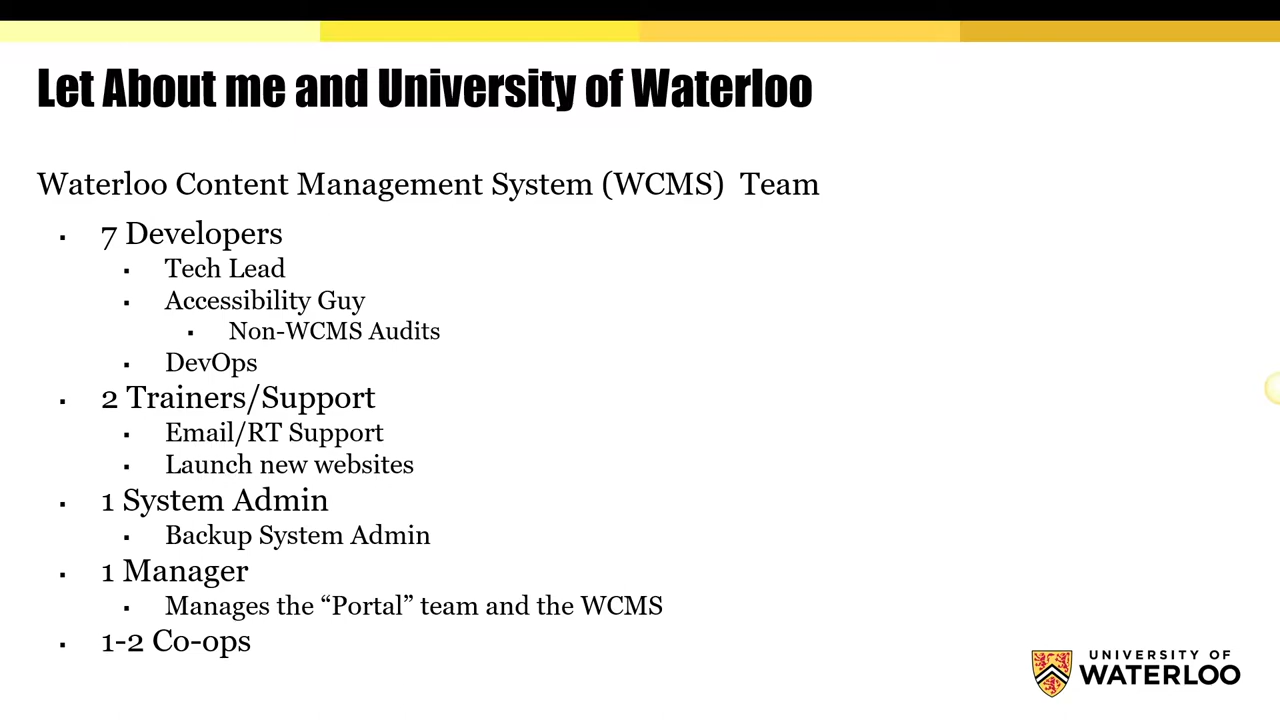 Let About me and University of Waterloo
Waterloo Content Management System (WCMS)  Team
▪ 7 Developers
▪ Tech Lead
▪ Accessibility Guy
▪ Non-WCMS Audits
▪ DevOps
▪ 2 Trainers/Support
▪ Email/RT Support
▪ Launch new websites
▪ 1 System Admin
▪ Backup System Admin
▪ 1 Manager
▪ Manages the “Portal” team and the WCMS
▪ 1-2 Co-ops
UNIVERSITY OF
WATERLOO